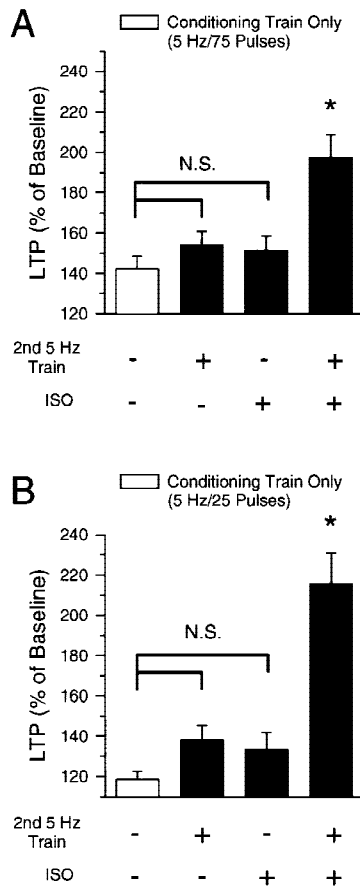 A
Conditioning Train Only
(5 Hz/75 Pulses)
LTP (% of Baseline)
240
220
200
180
160
140
120
N.S.
*
2nd 5 Hz
Train
- + - +
ISO
- - + +
B
Conditioning Train Only
(5 Hz/25 Pulses)
LTP (% of Baseline)
240
220
200
180
160
140
120
N.S.
*
2nd 5 Hz
Train
- + - +
ISO
- - + +